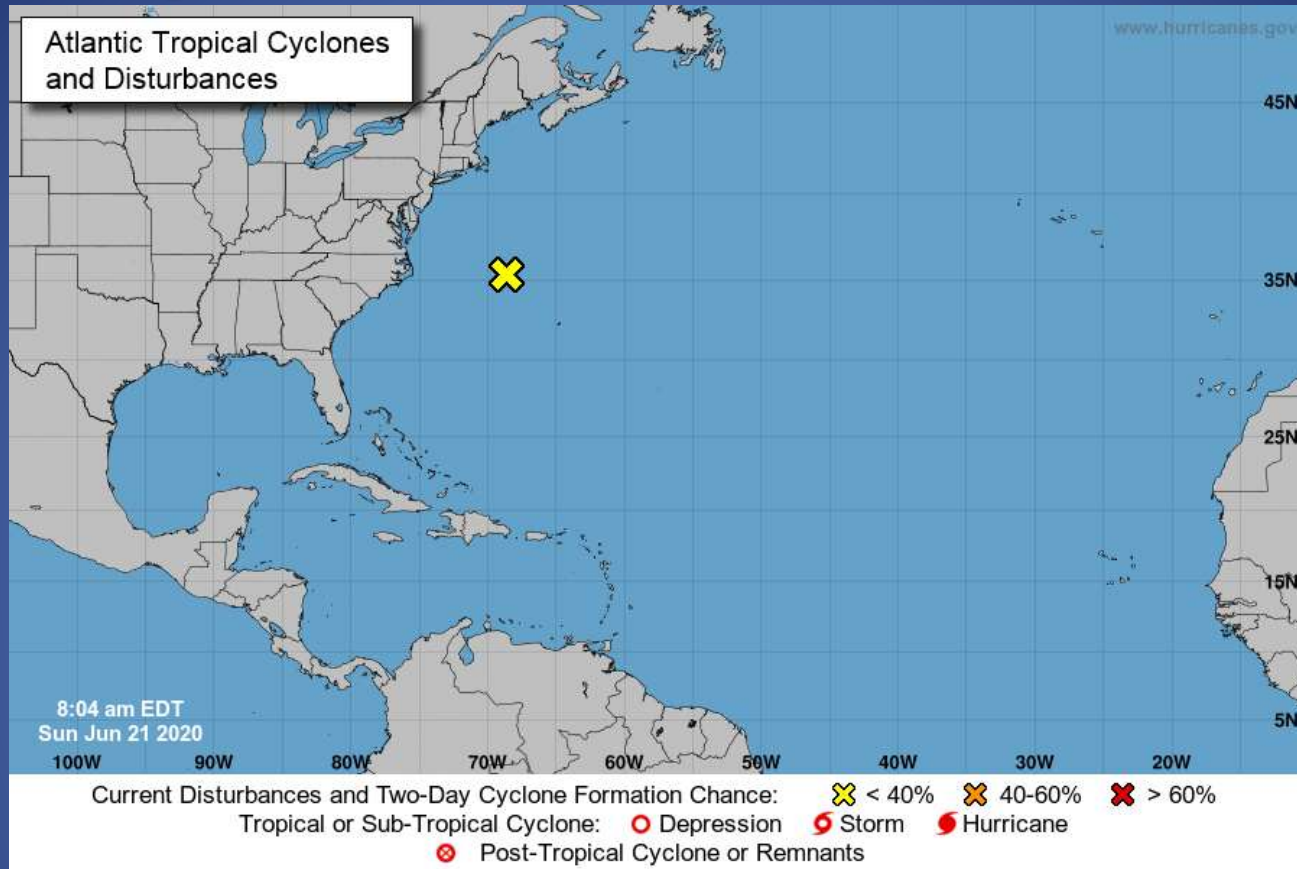 Atlantic Tropical Cyclones
and Disturbances
www.hurricanes.gov
45N
35N
25N
15N
5N
8:04 am EDT
Sun Jun 21 2020
100W 90W 80W 70W 60W 50W 40W 30W 20W
Current Disturbances and Two-Day Cyclone Formation Chance: < 40% 40-60% > 60%
Tropical or Sub-Tropical Cyclone: Depression Storm Hurricane
Post-Tropical Cyclone or Remnants